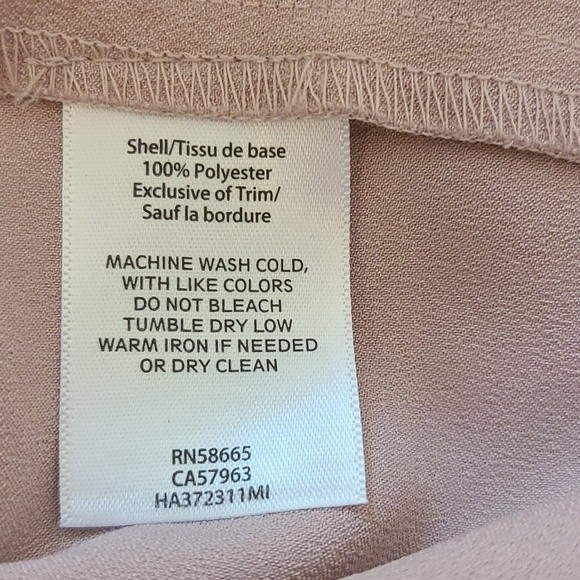 Shell/Tissu de base
100% Polyester
Exclusive of Trim/
Sauf la bordure
MACHINE WASH COLD,
WITH LIKE COLORS
DO NOT BLEACH
TUMBLE DRY LOW
WARM IRON IF NEEDED
OR DRY CLEAN
RN58665
CA57963
HA372311MI